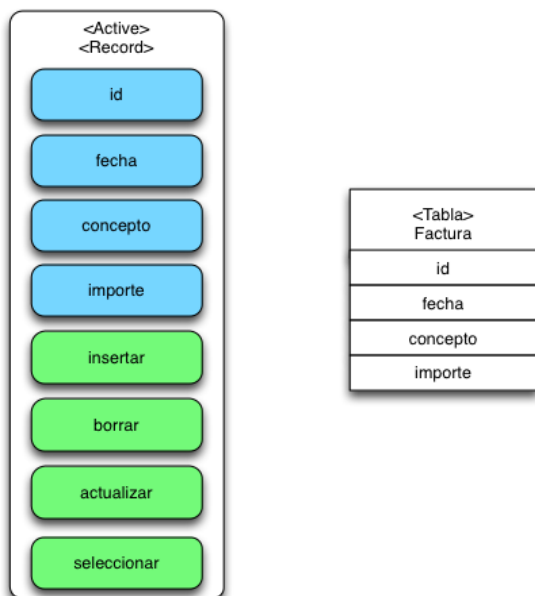 <Active>
<Record>
id
fecha
concepto
importe
insertar
borrar
actualizar
seleccionar
<Tabla>
Factura
id
fecha
concepto
importe